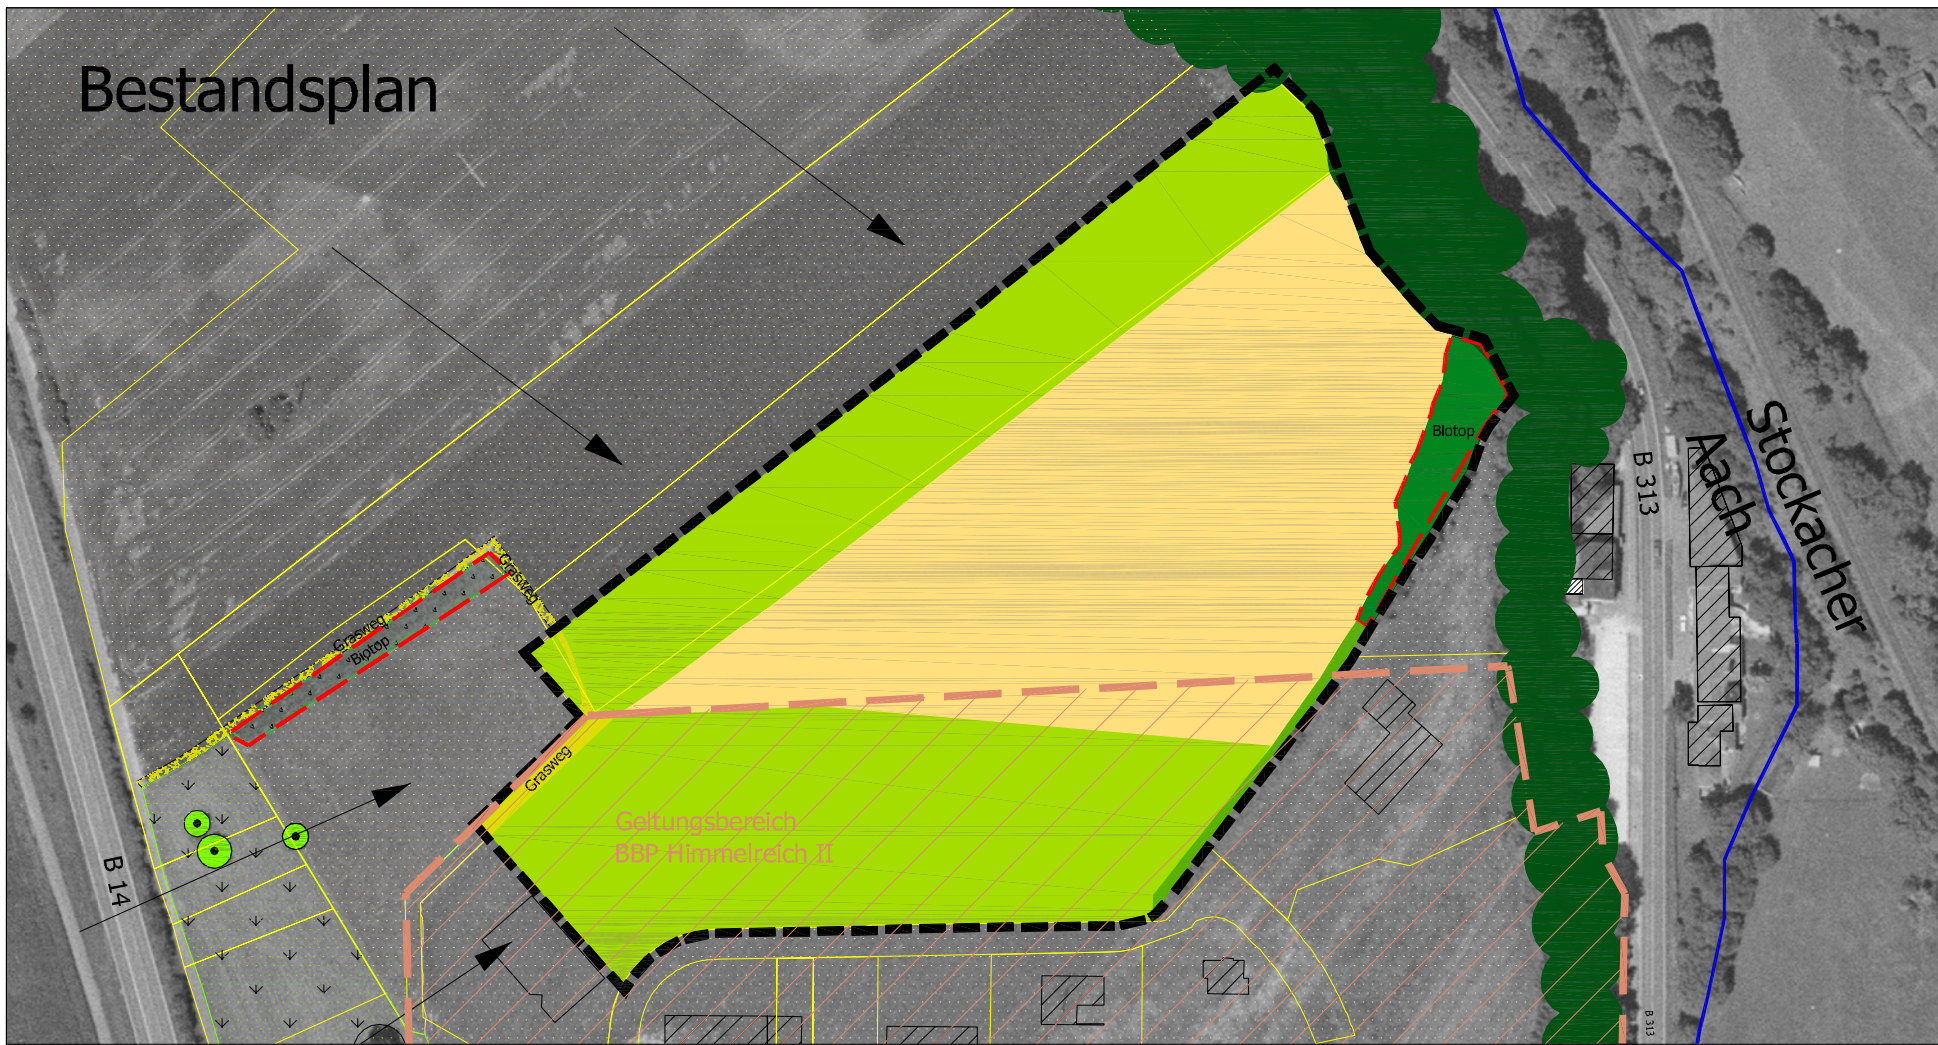 Bestandsplan
Biotop
B 313
Stockacher
Aach
Grasweg
Grasweg
Biotop
Grasweg
Geltungsbereich
BBP Himmelreich II
B 14
B 313